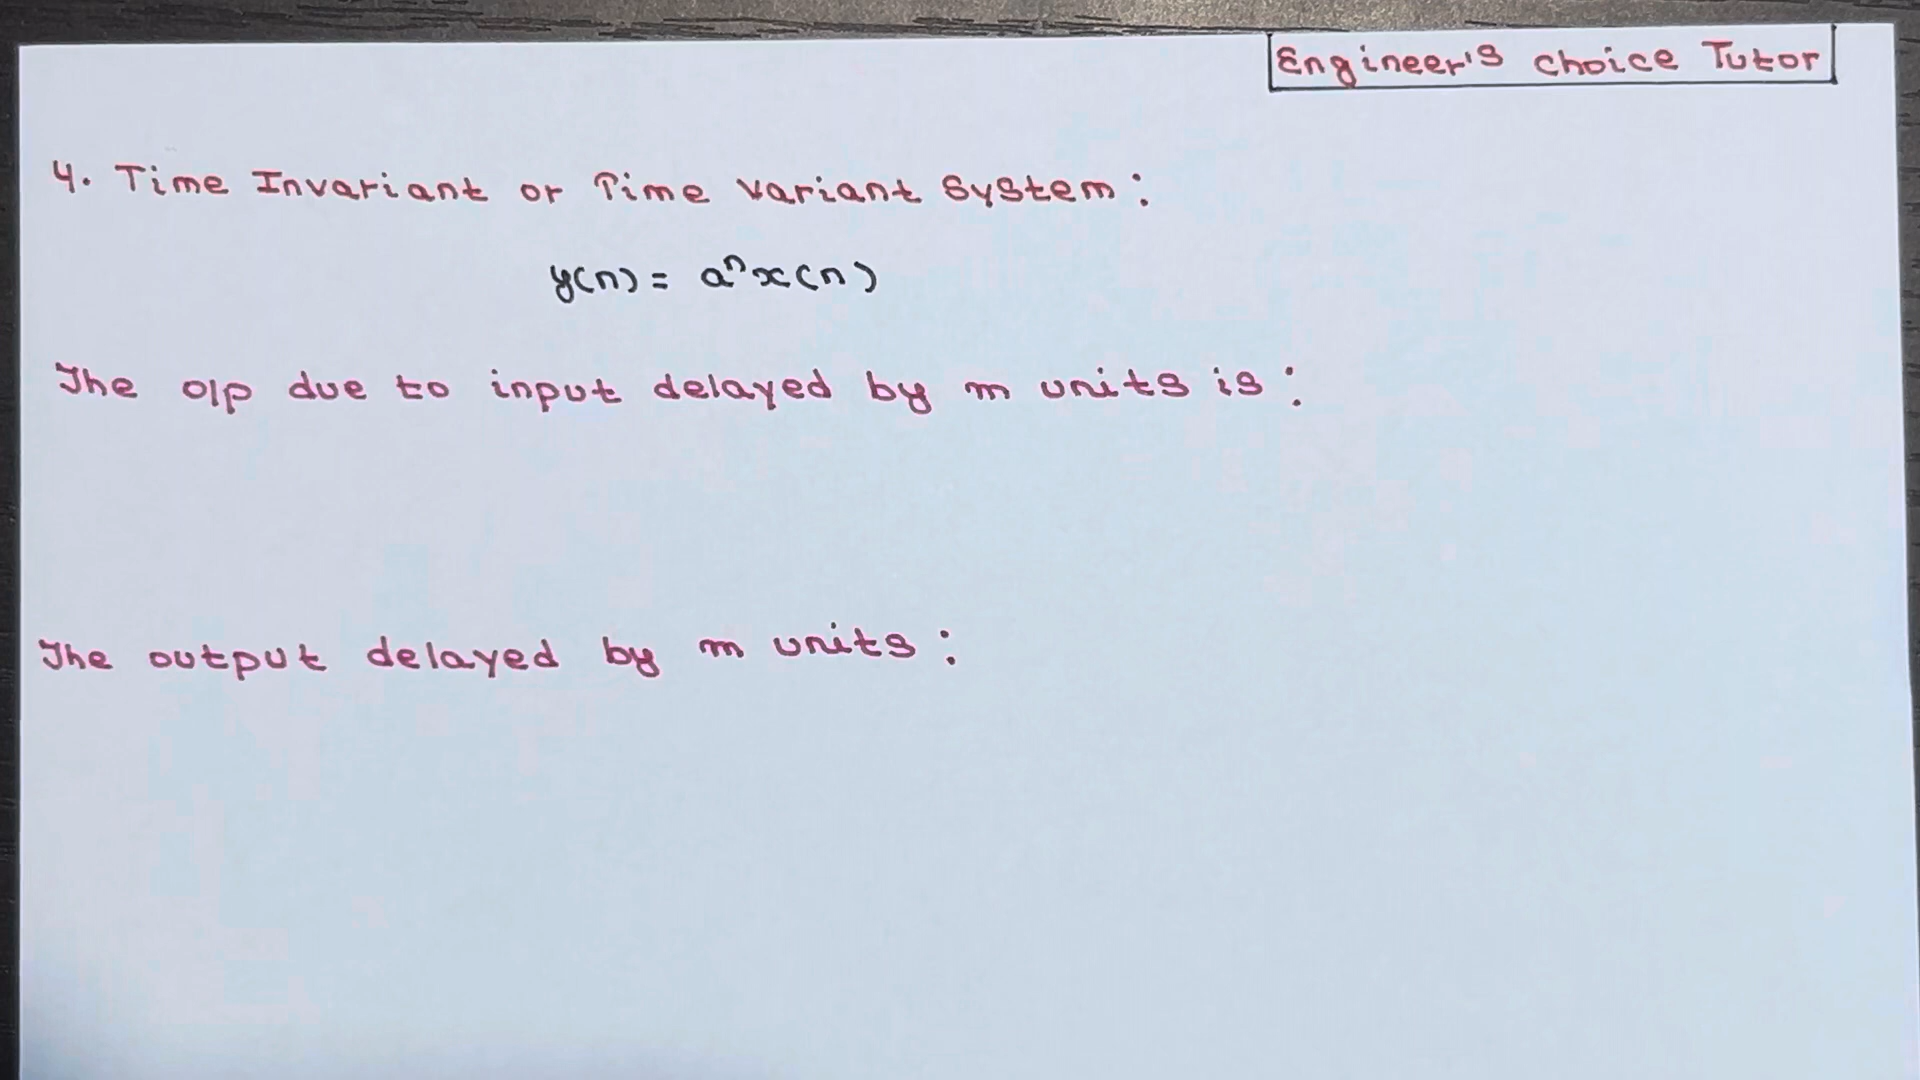 Engineer's Choice Tutor
4. Time Invariant or Time Variant System:
y(n) = aⁿx(n)
The o/p due to input delayed by m units is:
The output delayed by m units: